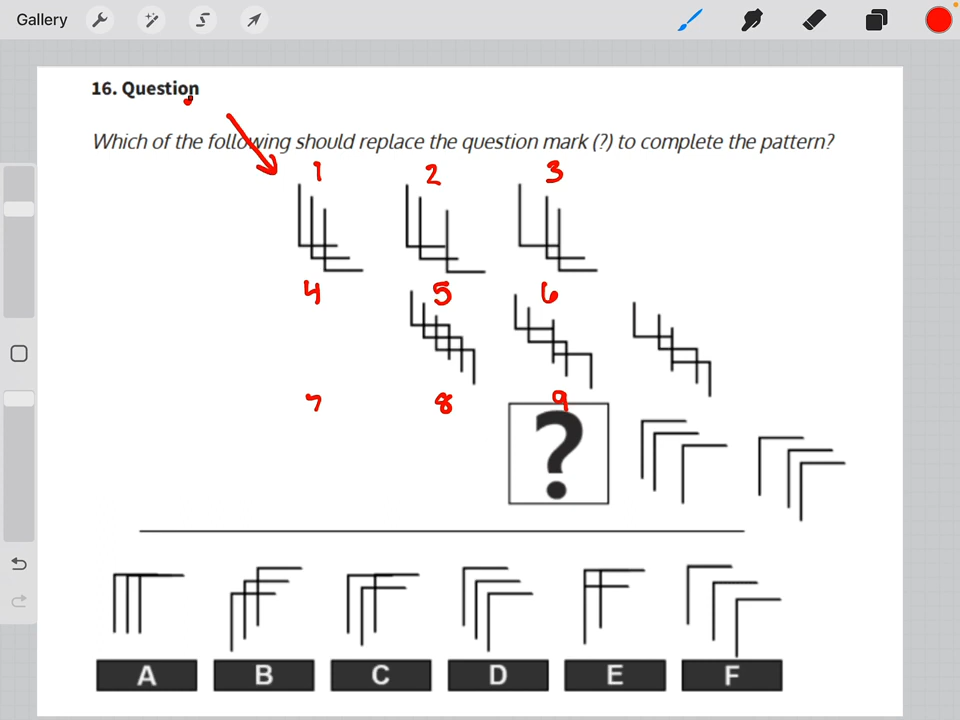 Gallery
16. Question
Which of the following should replace the question mark (?) to complete the pattern?
1 2 3
4 5 6
7 8 9
?
A B C D E F